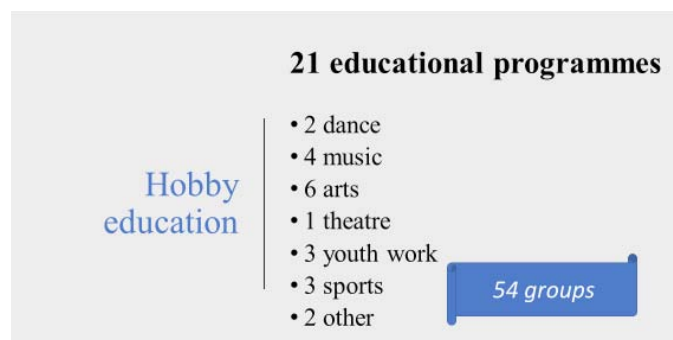 21 educational programmes
Hobby
education
• 2 dance
• 4 music
• 6 arts
• 1 theatre
• 3 youth work
• 3 sports
• 2 other
54 groups